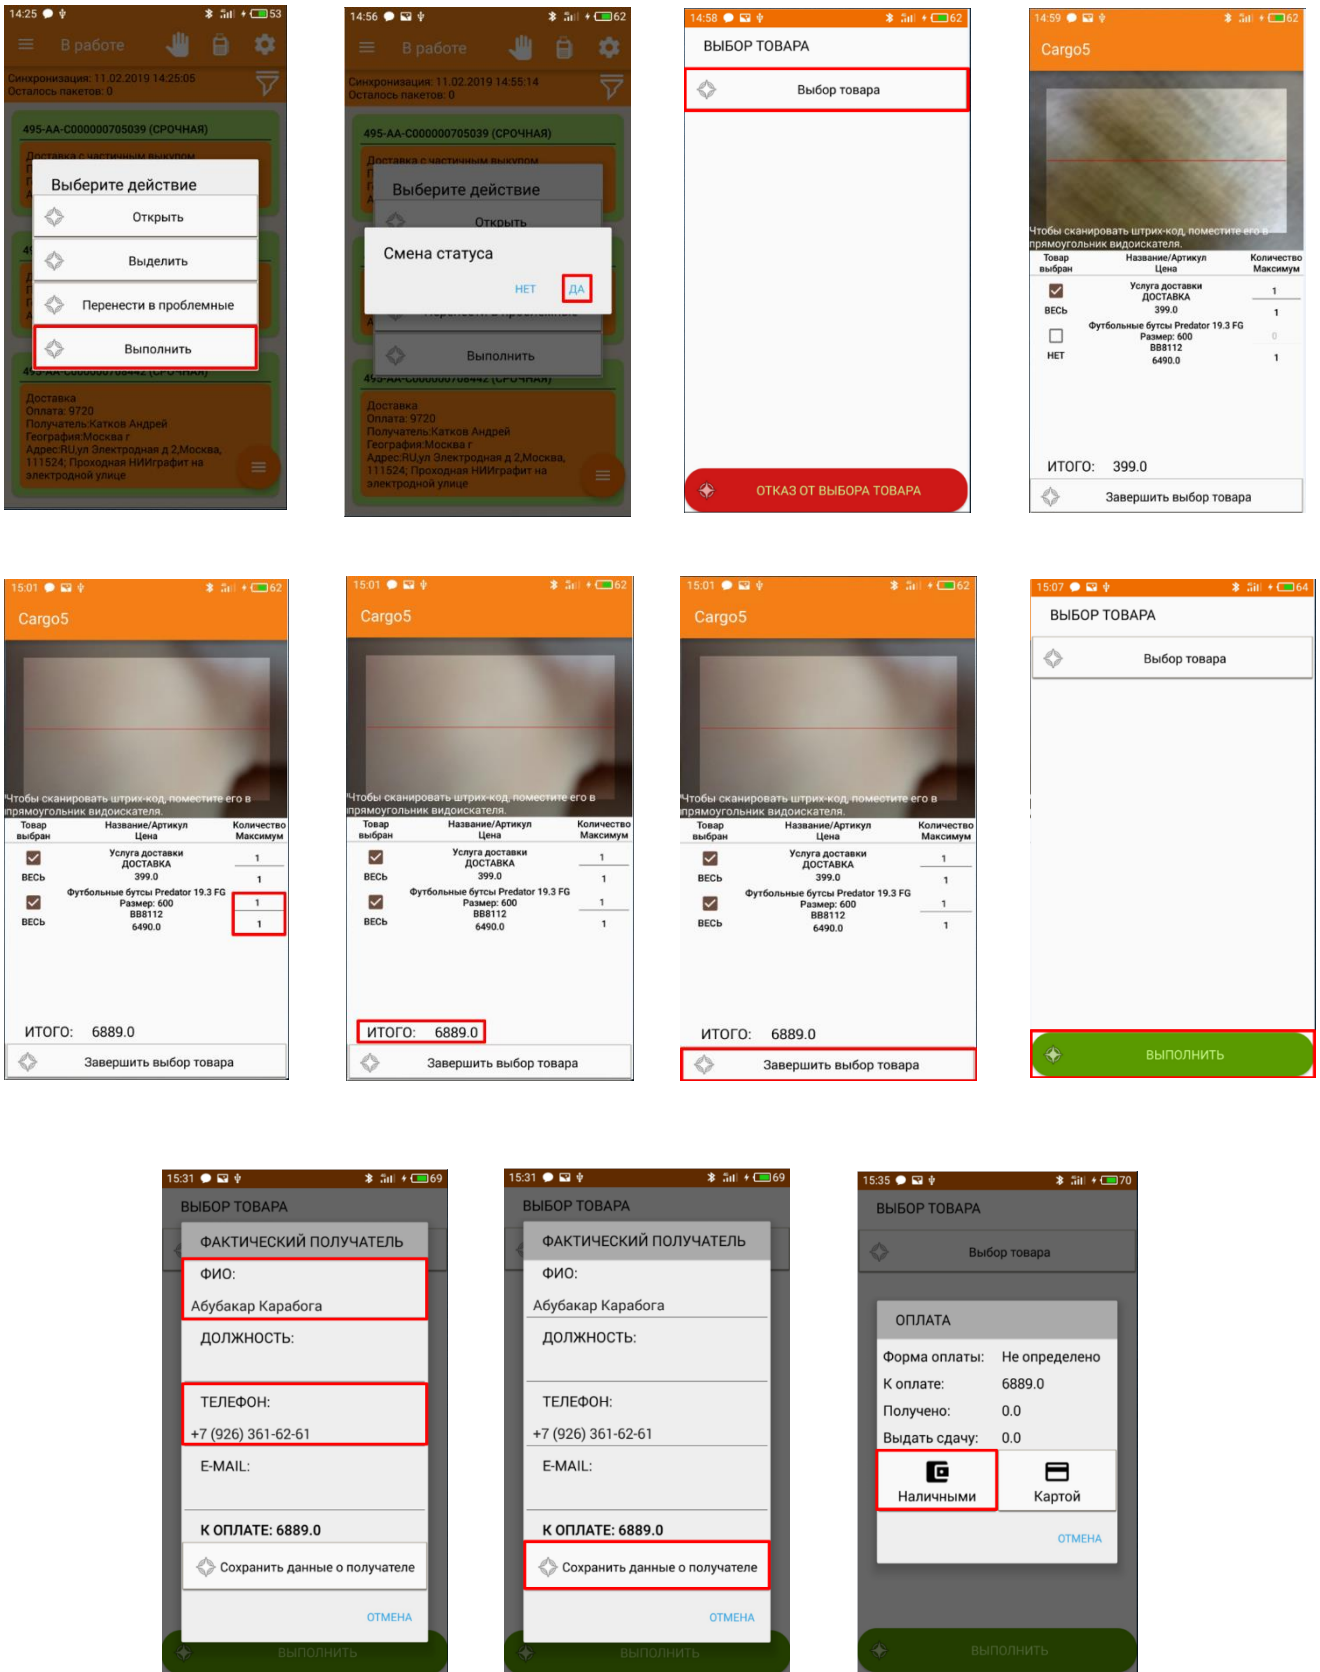 14:25 53
В работе
Синхронизация: 11.02.2019 14:25:05
Осталось пакетов: 0
495-AA-C000000705039 (СРОЧНАЯ)
Доставка с частичным выкупом
Выберите действие
Открыть
Выделить
Перенести в проблемные
Выполнить
495-AA-C000000708442 (СРОЧНАЯ)
Доставка
Оплата: 9720
Получатель:Катков Андрей
География:Москва г
Адрес:RU,ул Электродная д 2,Москва,
111524; Проходная НИИграфит на
электродной улице
14:56 62
В работе
Синхронизация: 11.02.2019 14:55:14
Осталось пакетов: 0
495-AA-C000000705039 (СРОЧНАЯ)
Доставка с частичным выкупом
Выберите действие
Открыть
Смена статуса
НЕТ ДА
Перенести в проблемные
Выполнить
495-AA-C000000708442 (СРОЧНАЯ)
Доставка
Оплата: 9720
Получатель:Катков Андрей
География:Москва г
Адрес:RU,ул Электродная д 2,Москва,
111524; Проходная НИИграфит на
электродной улице
14:58 62
ВЫБОР ТОВАРА
Выбор товара
ОТКАЗ ОТ ВЫБОРА ТОВАРА
14:59 62
Cargo5
Чтобы сканировать штрих-код, поместите его в
прямоугольник видоискателя.
Товар Название/Артикул Количество
выбран Цена Максимум
Услуга доставки
ДОСТАВКА 1
ВЕСЬ 399.0 1
Футбольные бутсы Predator 19.3 FG
Размер: 600 0
НЕТ BB8112 1
6490.0
ИТОГО: 399.0
Завершить выбор товара
15:01 62
Cargo5
Чтобы сканировать штрих-код, поместите его в
прямоугольник видоискателя.
Товар Название/Артикул Количество
выбран Цена Максимум
Услуга доставки
ДОСТАВКА 1
ВЕСЬ 399.0 1
Футбольные бутсы Predator 19.3 FG
Размер: 600 1
BB8112
ВЕСЬ 6490.0 1
ИТОГО: 6889.0
Завершить выбор товара
15:01 62
Cargo5
Чтобы сканировать штрих-код, поместите его в
прямоугольник видоискателя.
Товар Название/Артикул Количество
выбран Цена Максимум
Услуга доставки
ДОСТАВКА 1
ВЕСЬ 399.0 1
Футбольные бутсы Predator 19.3 FG
Размер: 600 1
BB8112
ВЕСЬ 6490.0 1
ИТОГО: 6889.0
Завершить выбор товара
15:01 62
Cargo5
Чтобы сканировать штрих-код, поместите его в
прямоугольник видоискателя.
Товар Название/Артикул Количество
выбран Цена Максимум
Услуга доставки
ДОСТАВКА 1
ВЕСЬ 399.0 1
Футбольные бутсы Predator 19.3 FG
Размер: 600 1
BB8112
ВЕСЬ 6490.0 1
ИТОГО: 6889.0
Завершить выбор товара
15:07 64
ВЫБОР ТОВАРА
Выбор товара
ВЫПОЛНИТЬ
15:31 69
ВЫБОР ТОВАРА
ФАКТИЧЕСКИЙ ПОЛУЧАТЕЛЬ
ФИО:
Абубакар Карабога
ДОЛЖНОСТЬ:
ТЕЛЕФОН:
+7 (926) 361-62-61
E-MAIL:
К ОПЛАТЕ: 6889.0
Сохранить данные о получателе
ОТМЕНА
ВЫПОЛНИТЬ
15:31 69
ВЫБОР ТОВАРА
ФАКТИЧЕСКИЙ ПОЛУЧАТЕЛЬ
ФИО:
Абубакар Карабога
ДОЛЖНОСТЬ:
ТЕЛЕФОН:
+7 (926) 361-62-61
E-MAIL:
К ОПЛАТЕ: 6889.0
Сохранить данные о получателе
ОТМЕНА
ВЫПОЛНИТЬ
15:35 70
ВЫБОР ТОВАРА
Выбор товара
ОПЛАТА
Форма оплаты: Не определено
К оплате: 6889.0
Получено: 0.0
Выдать сдачу: 0.0
Наличными Картой
ОТМЕНА
ВЫПОЛНИТЬ